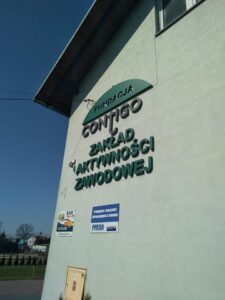 FUNDACJA
CONTIGO
ZAKŁAD
AKTYWNOŚCI
ZAWODOWEJ
PFRON